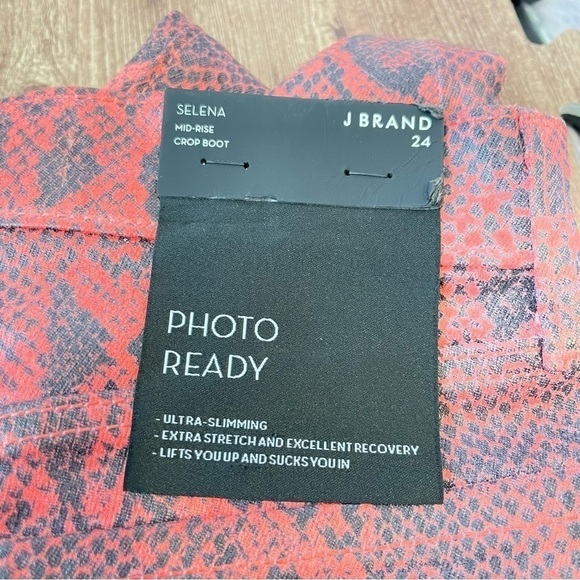 SELENA
MID-RISE
CROP BOOT
J BRAND
24
PHOTO
READY
- ULTRA-SLIMMING
- EXTRA STRETCH AND EXCELLENT RECOVERY
- LIFTS YOU UP AND SUCKS YOU IN